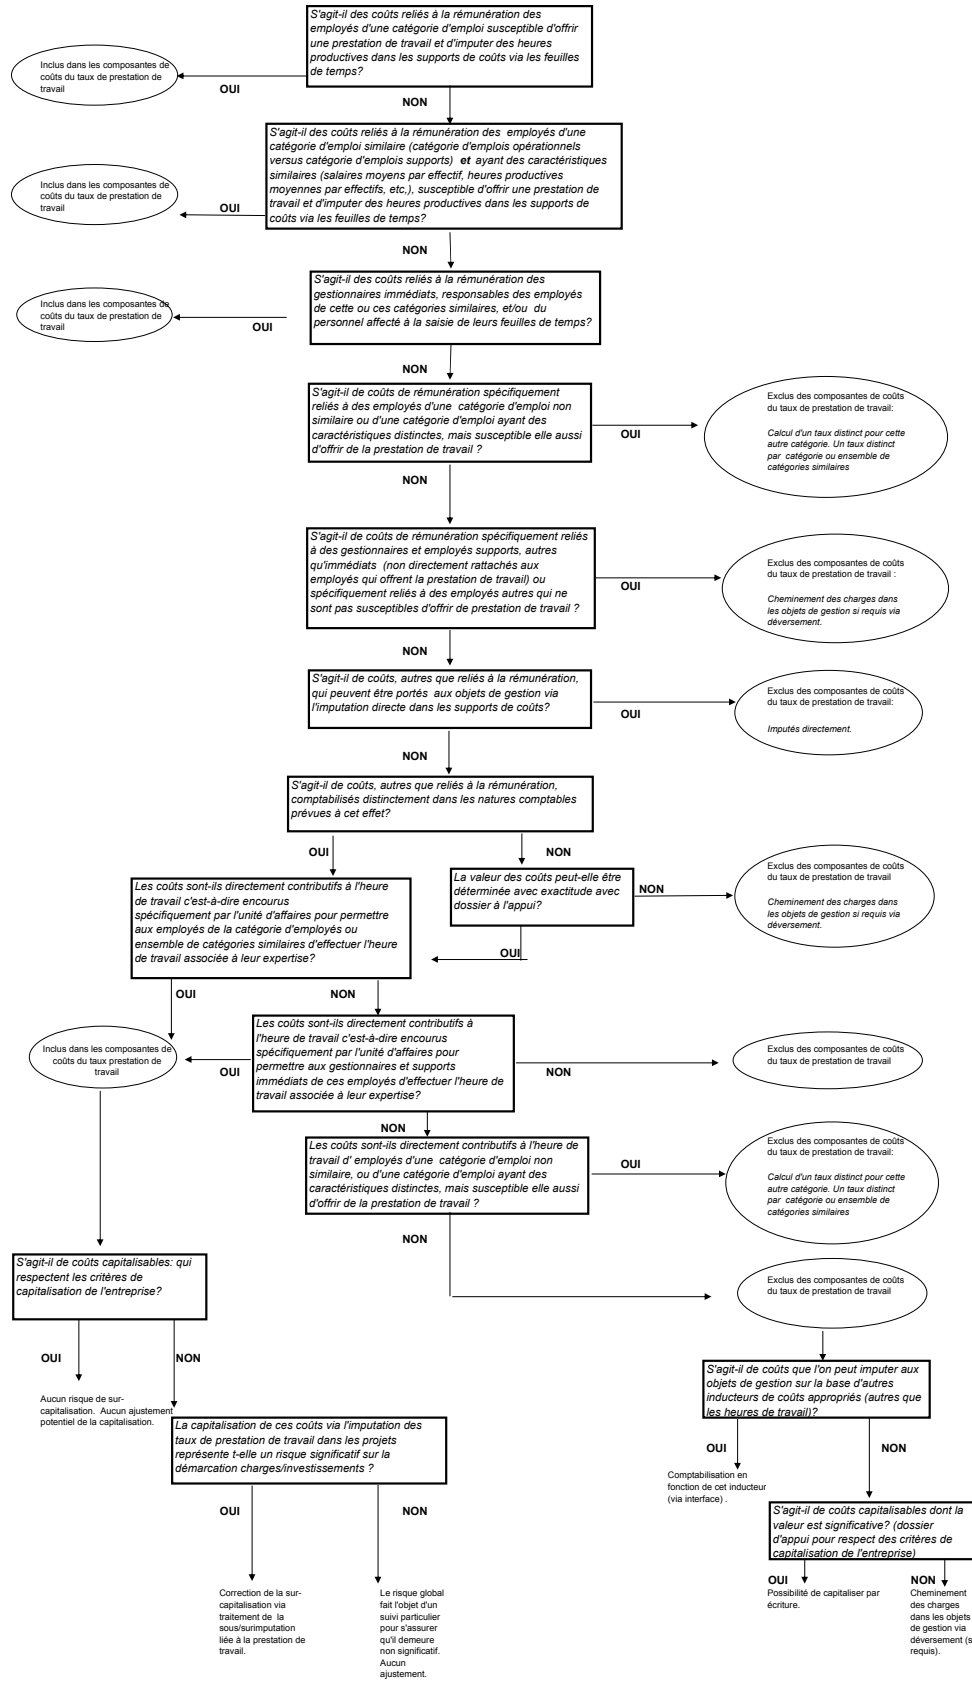 S'agit-il des coûts reliés à la rémunération des
employés d'une catégorie d'emploi susceptible d'offrir
une prestation de travail et d'imputer des heures
productives dans les supports de coûts via les feuilles
de temps?
Inclus dans les composantes de
coûts du taux de prestation de
travail
OUI
NON
S'agit-il des coûts reliés à la rémunération des employés d'une
catégorie d'emploi similaire (catégorie d'emplois opérationnels
versus catégorie d'emplois supports) et ayant des caractéristiques
similaires (salaires moyens par effectif, heures productives
moyennes par effectifs, etc,), susceptible d'offrir une prestation de
travail et d'imputer des heures productives dans les supports de
coûts via les feuilles de temps?
Inclus dans les composantes de
coûts du taux de prestation de
travail
OUI
NON
S'agit-il des coûts reliés à la rémunération des
gestionnaires immédiats, responsables des employés
de cette ou ces catégories similaires, et/ou du
personnel affecté à la saisie de leurs feuilles de temps?
Inclus dans les composantes de
coûts du taux de prestation de
travail
OUI
NON
S'agit-il de coûts de rémunération spécifiquement
reliés à des employés d'une catégorie d'emploi non
similaire ou d'une catégorie d'emploi ayant des
caractéristiques distinctes, mais susceptible elle aussi
d'offrir de la prestation de travail ?
OUI
Exclus des composantes de coûts
du taux de prestation de travail:
Calcul d'un taux distinct pour cette
autre catégorie. Un taux distinct
par catégorie ou ensemble de
catégories similaires
NON
S'agit-il de coûts de rémunération spécifiquement reliés
à des gestionnaires et employés supports, autres
qu'immédiats (non directement rattachés aux
employés qui offrent la prestation de travail) ou
spécifiquement reliés à des employés autres qui ne
sont pas susceptibles d'offrir de prestation de travail ?
OUI
Exclus des composantes de coûts
du taux de prestation de travail :
Cheminement des charges dans
les objets de gestion si requis via
déversement.
NON
S'agit-il de coûts, autres que reliés à la rémunération,
qui peuvent être portés aux objets de gestion via
l'imputation directe dans les supports de coûts?
OUI
Exclus des composantes de coûts
du taux de prestation de travail:
Imputés directement.
NON
S'agit-il de coûts, autres que reliés à la rémunération,
comptabilisés distinctement dans les natures comptables
prévues à cet effet?
OUI
NON
Les coûts sont-ils directement contributifs à l'heure
de travail c'est-à-dire encourus
spécifiquement par l'unité d'affaires pour permettre
aux employés de la catégorie d'employés ou
ensemble de catégories similaires d'effectuer l'heure
de travail associée à leur expertise?
La valeur des coûts peut-elle être
déterminée avec exactitude avec
dossier à l'appui?
NON
Exclus des composantes de coûts
du taux de prestation de travail
Cheminement des charges dans
les objets de gestion si requis via
déversement.
OUI
OUI
NON
Les coûts sont-ils directement contributifs à
l'heure de travail c'est-à-dire encourus
spécifiquement par l'unité d'affaires pour
permettre aux gestionnaires et supports
immédiats de ces employés d'effectuer l'heure de
travail associée à leur expertise?
Inclus dans les composantes de
coûts du taux prestation de
travail
OUI
NON
Exclus des composantes de coûts
du taux de prestation de travail
NON
Les coûts sont-ils directement contributifs à l'heure de
travail d' employés d'une catégorie d'emploi non
similaire, ou d'une catégorie d'emploi ayant des
caractéristiques distinctes, mais susceptible elle aussi
d'offrir de la prestation de travail ?
OUI
Exclus des composantes de coûts
du taux de prestation de travail:
Calcul d'un taux distinct pour cette
autre catégorie. Un taux distinct
par catégorie ou ensemble de
catégories similaires
NON
Exclus des composantes de coûts
du taux de prestation de travail
S'agit-il de coûts capitalisables: qui
respectent les critères de
capitalisation de l'entreprise?
OUI
NON
Aucun risque de sur-
capitalisation. Aucun ajustement
potentiel de la capitalisation.
La capitalisation de ces coûts via l'imputation des
taux de prestation de travail dans les projets
représente t-elle un risque significatif sur la
démarcation charges/investissements ?
OUI
NON
Correction de la sur-
capitalisation via
traitement de la
sous/surimputation
liée à la prestation de
travail.
Le risque global
fait l'objet d'un
suivi particulier
pour s'assurer
qu'il demeure
non significatif.
Aucun
ajustement.
S'agit-il de coûts que l'on peut imputer aux
objets de gestion sur la base d'autres
inducteurs de coûts appropriés (autres que
les heures de travail)?
OUI
NON
Comptabilisation en
fonction de cet inducteur
(via interface) .
S'agit-il de coûts capitalisables dont la
valeur est significative? (dossier
d'appui pour respect des critères de
capitalisation de l'entreprise)
OUI
NON
Possibilité de capitaliser par
écriture.
Cheminement
des charges
dans les objets
de gestion via
déversement (s
requis).